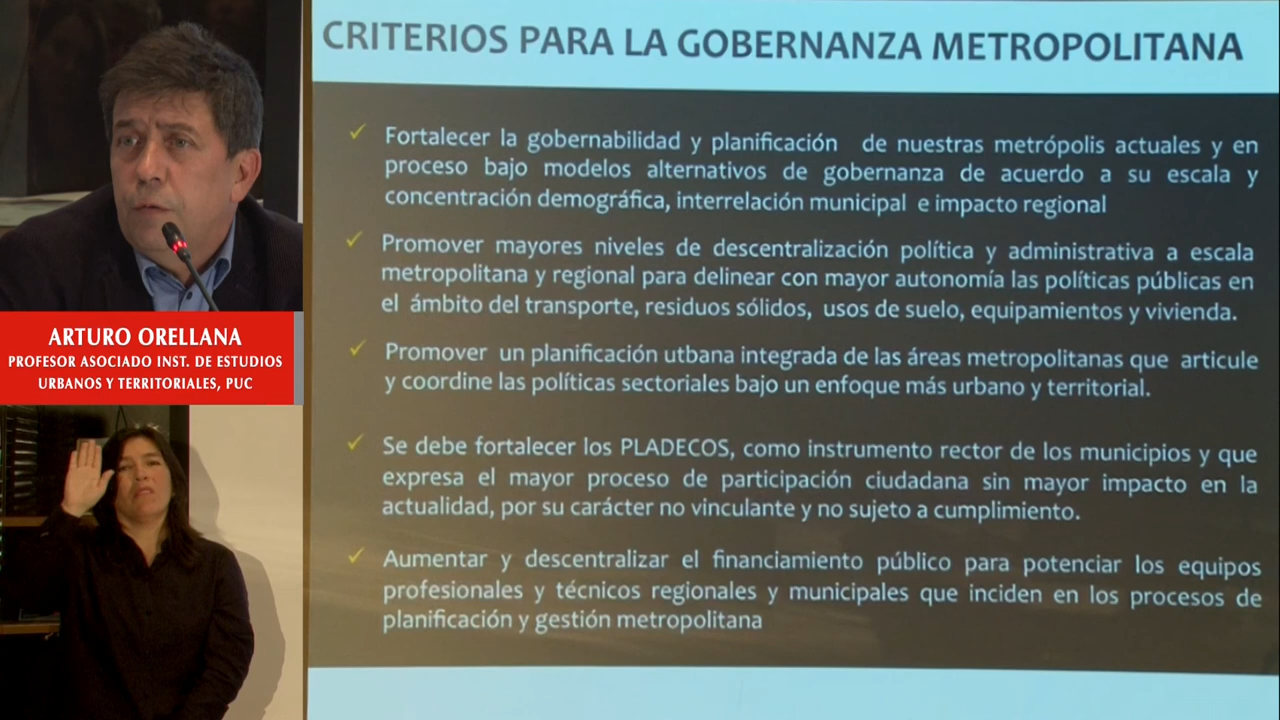 CRITERIOS PARA LA GOBERNANZA METROPOLITANA
Fortalecer la gobernabilidad y planificación de nuestras metrópolis actuales y en
proceso bajo modelos alternativos de gobernanza de acuerdo a su escala y
concentración demográfica, interrelación municipal e impacto regional
Promover mayores niveles de descentralización política y administrativa a escala
metropolitana y regional para delinear con mayor autonomía las políticas públicas en
el ámbito del transporte, residuos sólidos, usos de suelo, equipamientos y vivienda.
Promover un planificación utbana integrada de las áreas metropolitanas que articule
y coordine las políticas sectoriales bajo un enfoque más urbano y territorial.
Se debe fortalecer los PLADECOS, como instrumento rector de los municipios y que
expresa el mayor proceso de participación ciudadana sin mayor impacto en la
actualidad, por su carácter no vinculante y no sujeto a cumplimiento.
Aumentar y descentralizar el financiamiento público para potenciar los equipos
profesionales y técnicos regionales y municipales que inciden en los procesos de
planificación y gestión metropolitana
ARTURO ORELLANA
PROFESOR ASOCIADO INST. DE ESTUDIOS
URBANOS Y TERRITORIALES, PUC